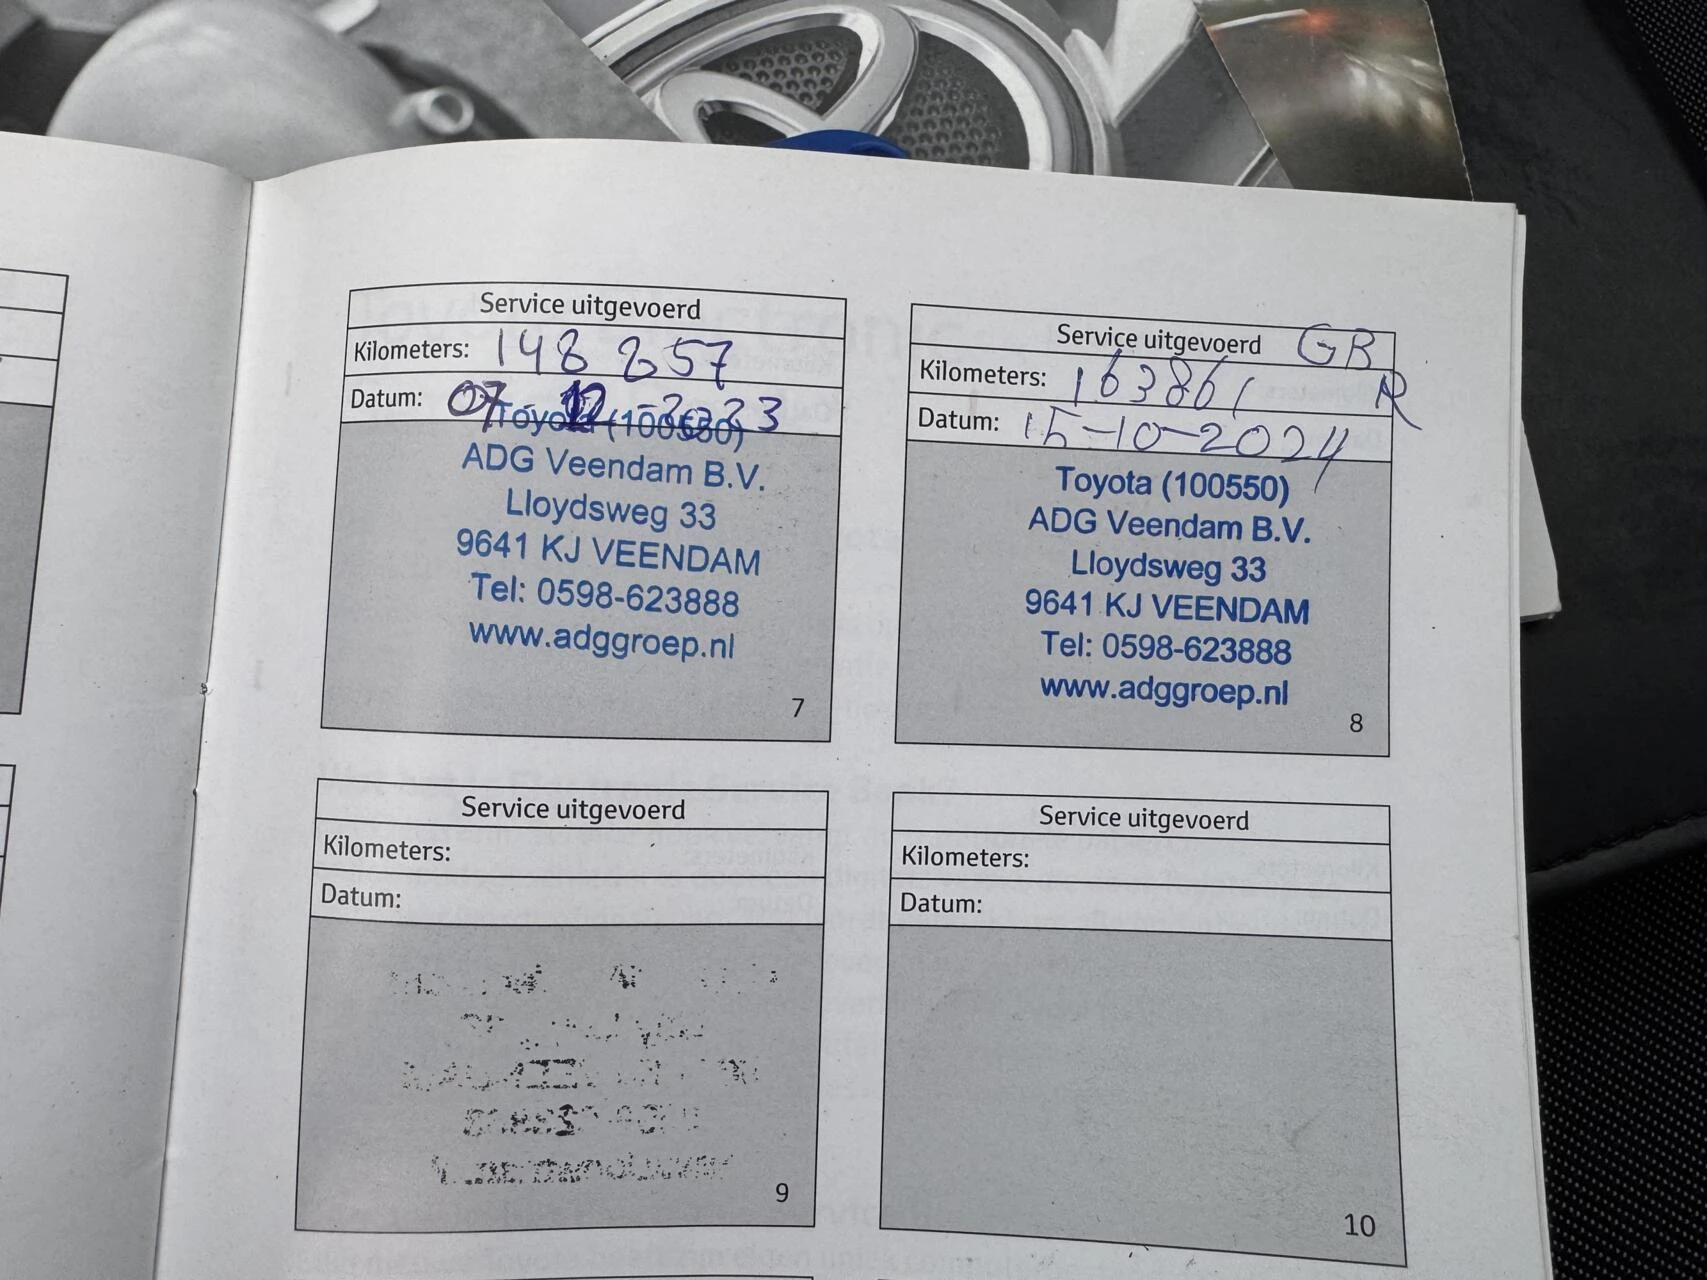 Service uitgevoerd
Kilometers: 148 857
Datum: 07 12 -2023
Toyota (100550)
ADG Veendam B.V.
Lloydsweg 33
9641 KJ VEENDAM
Tel: 0598-623888
www.adggroep.nl
7
Service uitgevoerd GB
Kilometers: 163861 R
Datum: 15-10-2024
Toyota (100550)
ADG Veendam B.V.
Lloydsweg 33
9641 KJ VEENDAM
Tel: 0598-623888
www.adggroep.nl
8
Service uitgevoerd
Kilometers:
Datum:
9
Service uitgevoerd
Kilometers:
Datum:
10